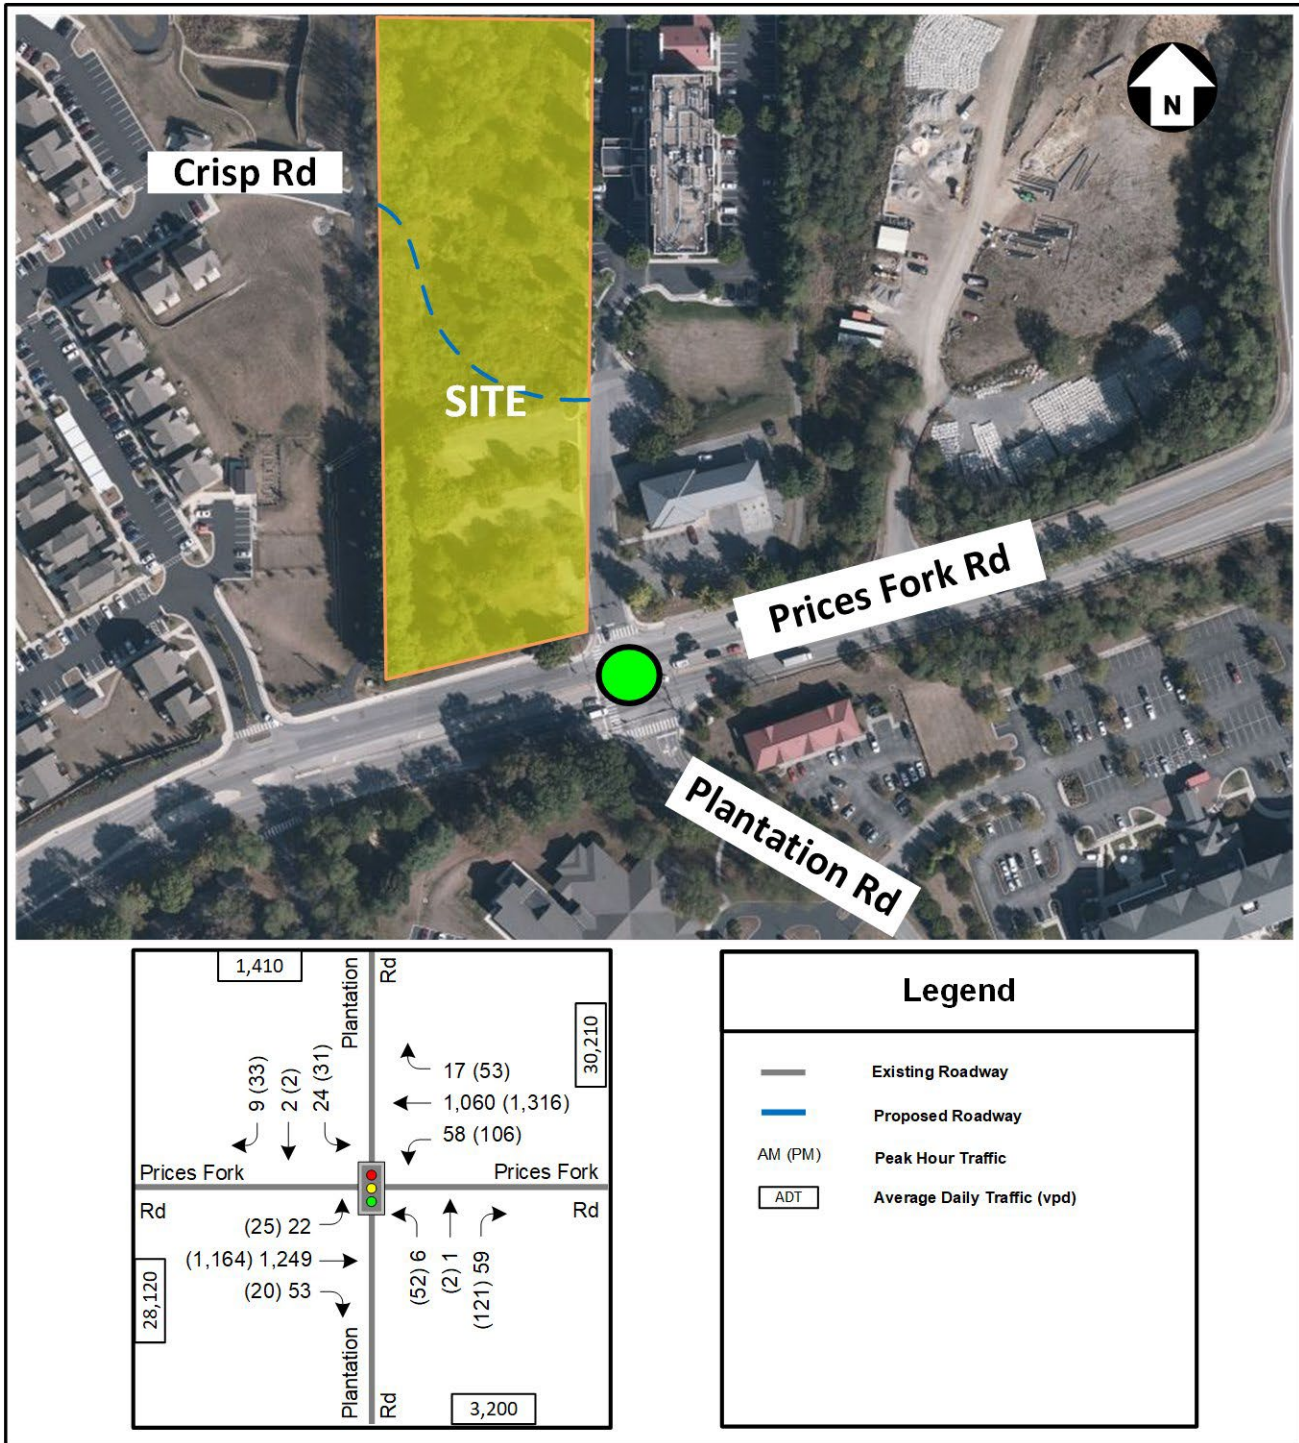 N
Crisp Rd
SITE
Prices Fork Rd
Plantation Rd
1,410
Plantation
Rd
30,210
9 (33)
2 (2)
24 (31)
17 (53)
1,060 (1,316)
58 (106)
Prices Fork
Rd
Prices Fork
Rd
(25) 22
(1,164) 1,249
(20) 53
(52) 6
(2) 1
(121) 59
28,120
Plantation
Rd
3,200
Legend
Existing Roadway
Proposed Roadway
AM (PM) Peak Hour Traffic
ADT Average Daily Traffic (vpd)